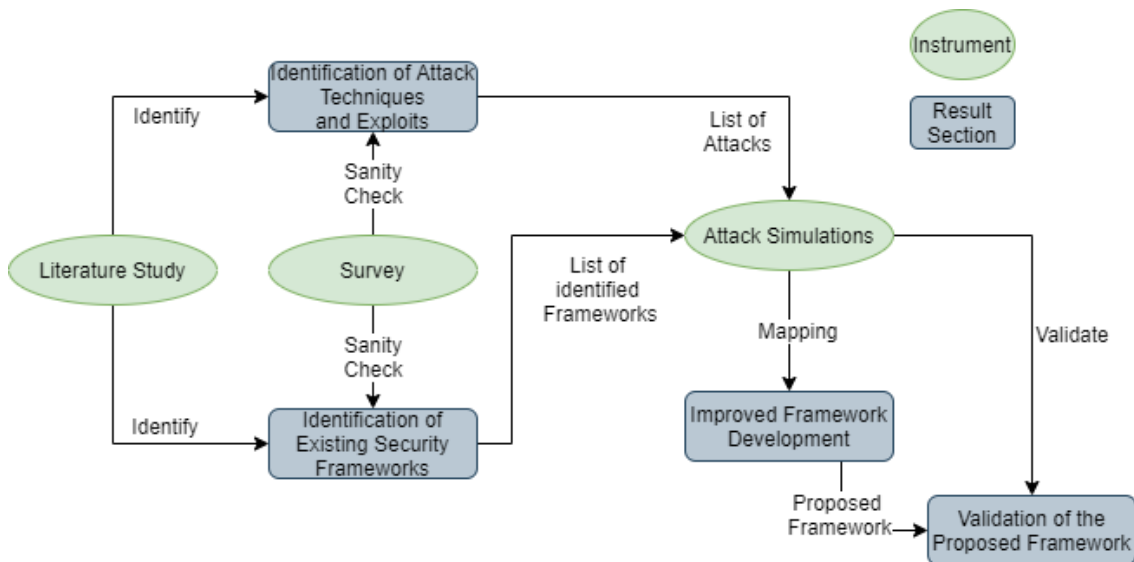 Instrument
Identification of Attack
Techniques
and Exploits
Identify
List of
Attacks
Result
Section
Sanity
Check
Literature Study
Survey
Attack Simulations
List of
identified
Frameworks
Sanity
Check
Mapping
Validate
Identify
Identification of
Existing Security
Frameworks
Improved Framework
Development
Proposed
Framework
Validation of the
Proposed Framework